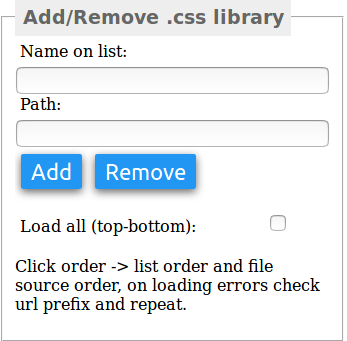 Add/Remove .css library
Name on list:
Path:
Add Remove
Load all (top-bottom):
Click order -> list order and file
source order, on loading errors check
url prefix and repeat.